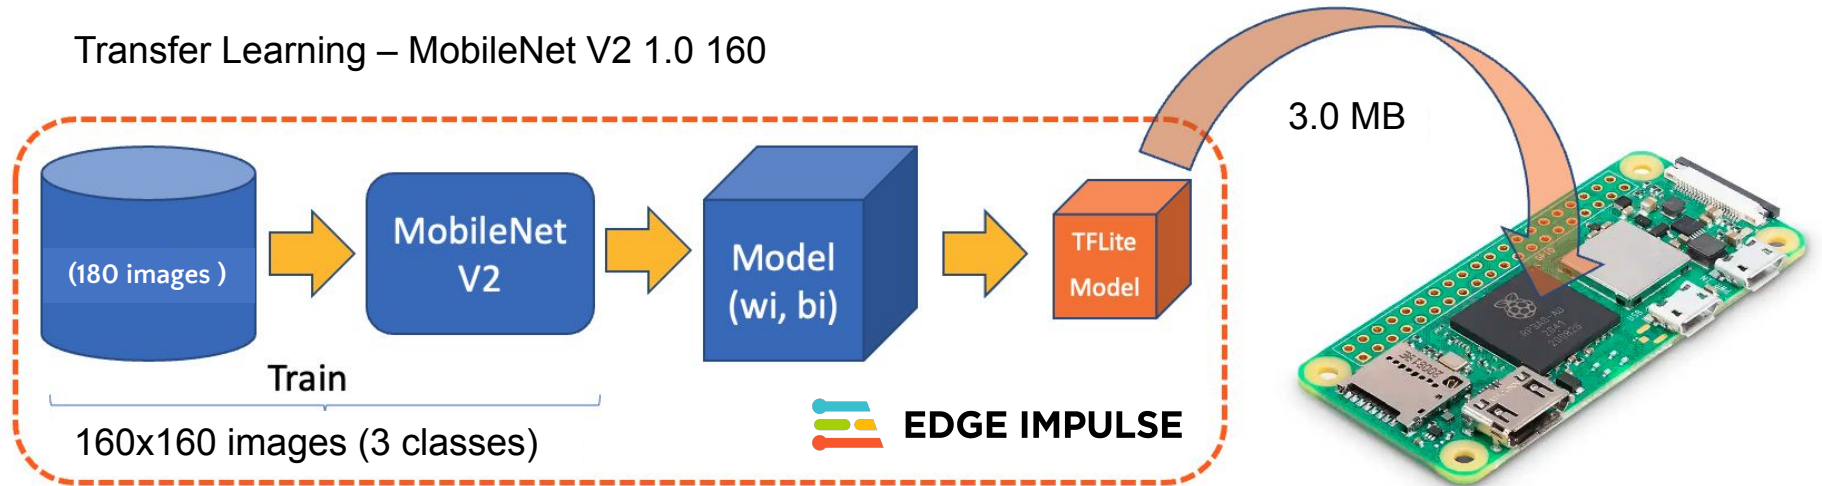 Transfer Learning – MobileNet V2 1.0 160
3.0 MB
(180 images )
MobileNet
V2
Model
(wi, bi)
TFLite
Model
Train
160x160 images (3 classes)
EDGE IMPULSE